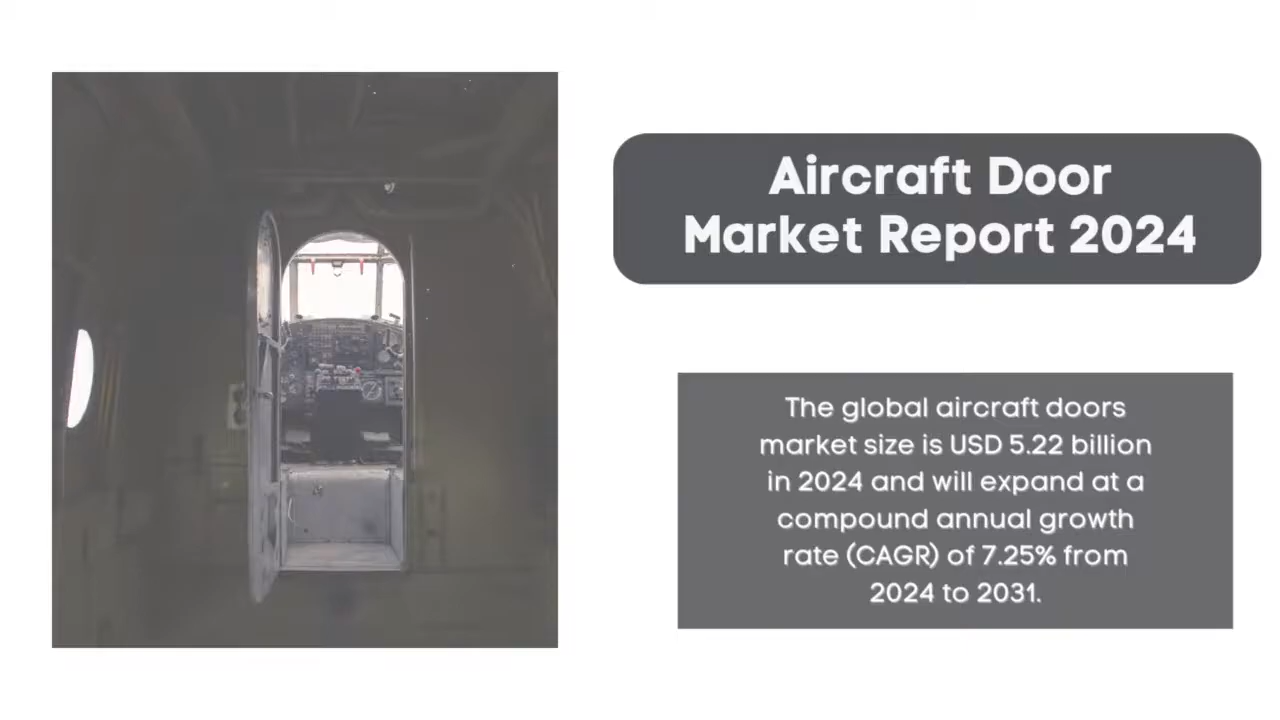 Aircraft Door
Market Report 2024
The global aircraft doors
market size is USD 5.22 billion
in 2024 and will expand at a
compound annual growth
rate (CAGR) of 7.25% from
2024 to 2031.